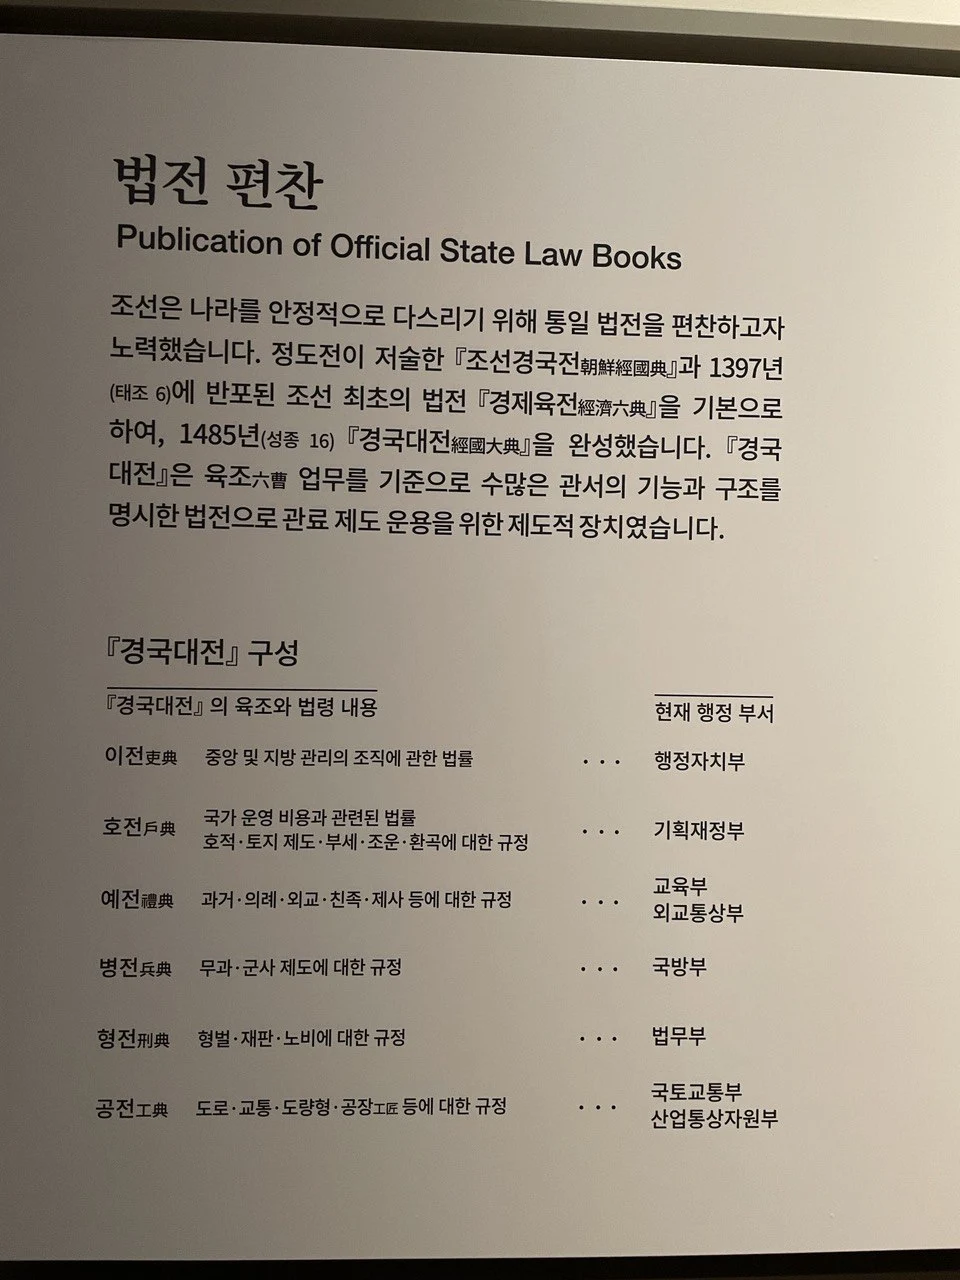 법전 편찬
Publication of Official State Law Books
조선은 나라를 안정적으로 다스리기 위해 통일 법전을 편찬하고자
노력했습니다. 정도전이 저술한 『조선경국전朝鮮經國典』과 1397년
(태조 6)에 반포된 조선 최초의 법전 『경제육전經濟六典』을 기본으로
하여, 1485년(성종 16) 『경국대전經國大典』을 완성했습니다. 『경국
대전』은 육조六曹 업무를 기준으로 수많은 관서의 기능과 구조를
명시한 법전으로 관료 제도 운용을 위한 제도적 장치였습니다.
『경국대전』 구성
『경국대전』의 육조와 법령 내용 현재 행정 부서
이전吏典 중앙 및 지방 관리의 조직에 관한 법률 ··· 행정자치부
호전戶典 국가 운영 비용과 관련된 법률
호적·토지 제도·부세·조운·환곡에 대한 규정 ··· 기획재정부
예전禮典 과거·의례·외교·친족·제사 등에 대한 규정 ··· 교육부
외교통상부
병전兵典 무과·군사 제도에 대한 규정 ··· 국방부
형전刑典 형벌·재판·노비에 대한 규정 ··· 법무부
공전工典 도로·교통·도량형·공장工匠 등에 대한 규정 ··· 국토교통부
산업통상자원부